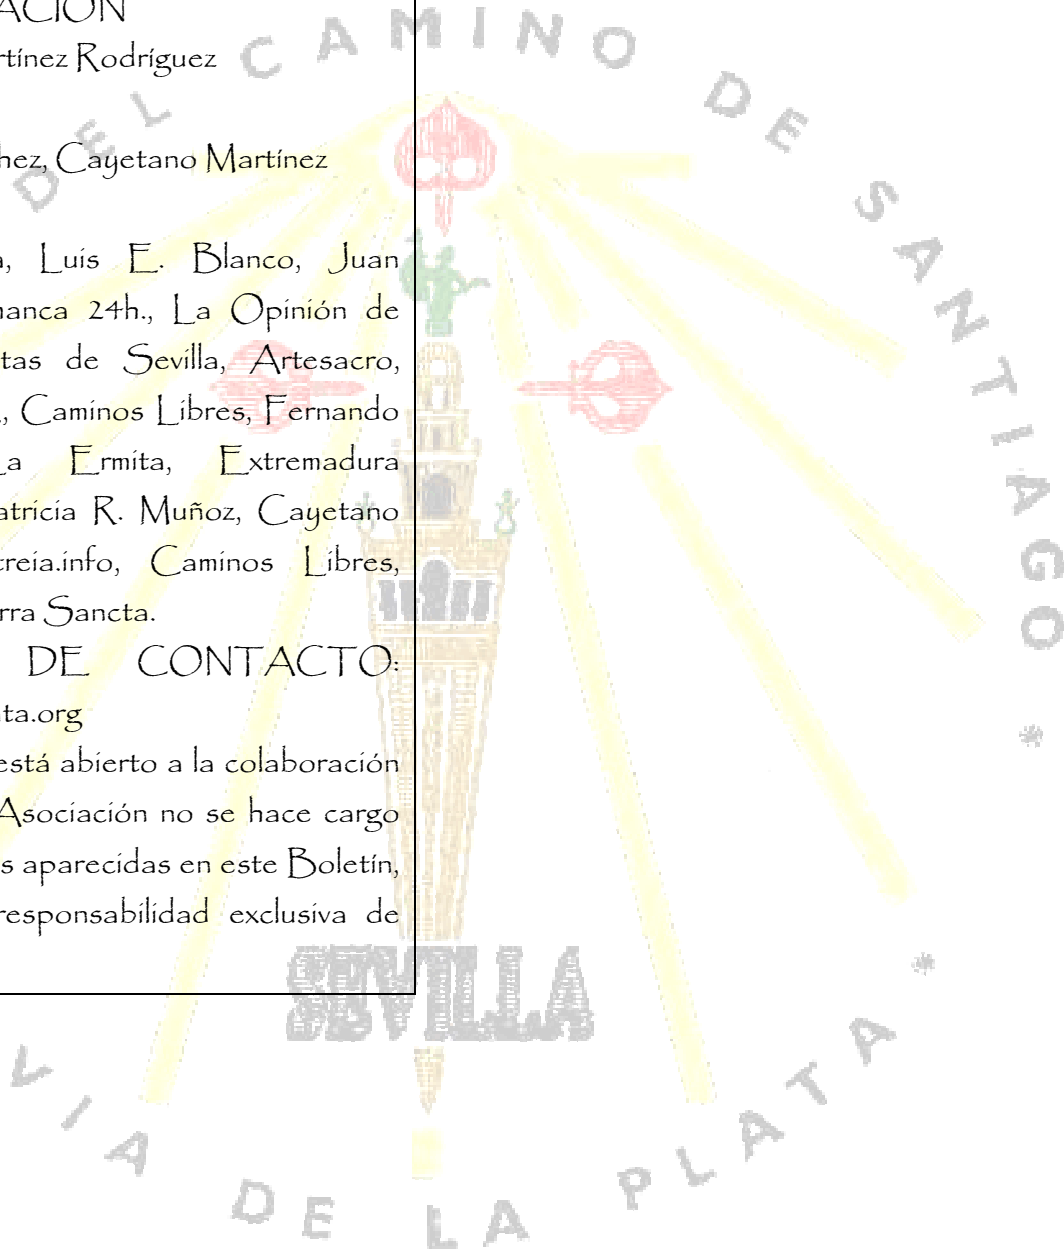 ACIÓN
rtínez Rodríguez
hez, Cayetano Martínez
a, Luis E. Blanco, Juan
manca 24h., La Opinión de
tas de Sevilla, Artesacro,
., Caminos Libres, Fernando
La Ermita, Extremadura
atricia R. Muñoz, Cayetano
treia.info, Caminos Libres,
rra Sancta.
DE CONTACTO:
ata.org
está abierto a la colaboración
Asociación no se hace cargo
s aparecidas en este Boletín,
responsabilidad exclusiva de
DEL CAMINO DE SANTIAGO *
SEVILLA
VIA DE LA PLATA *